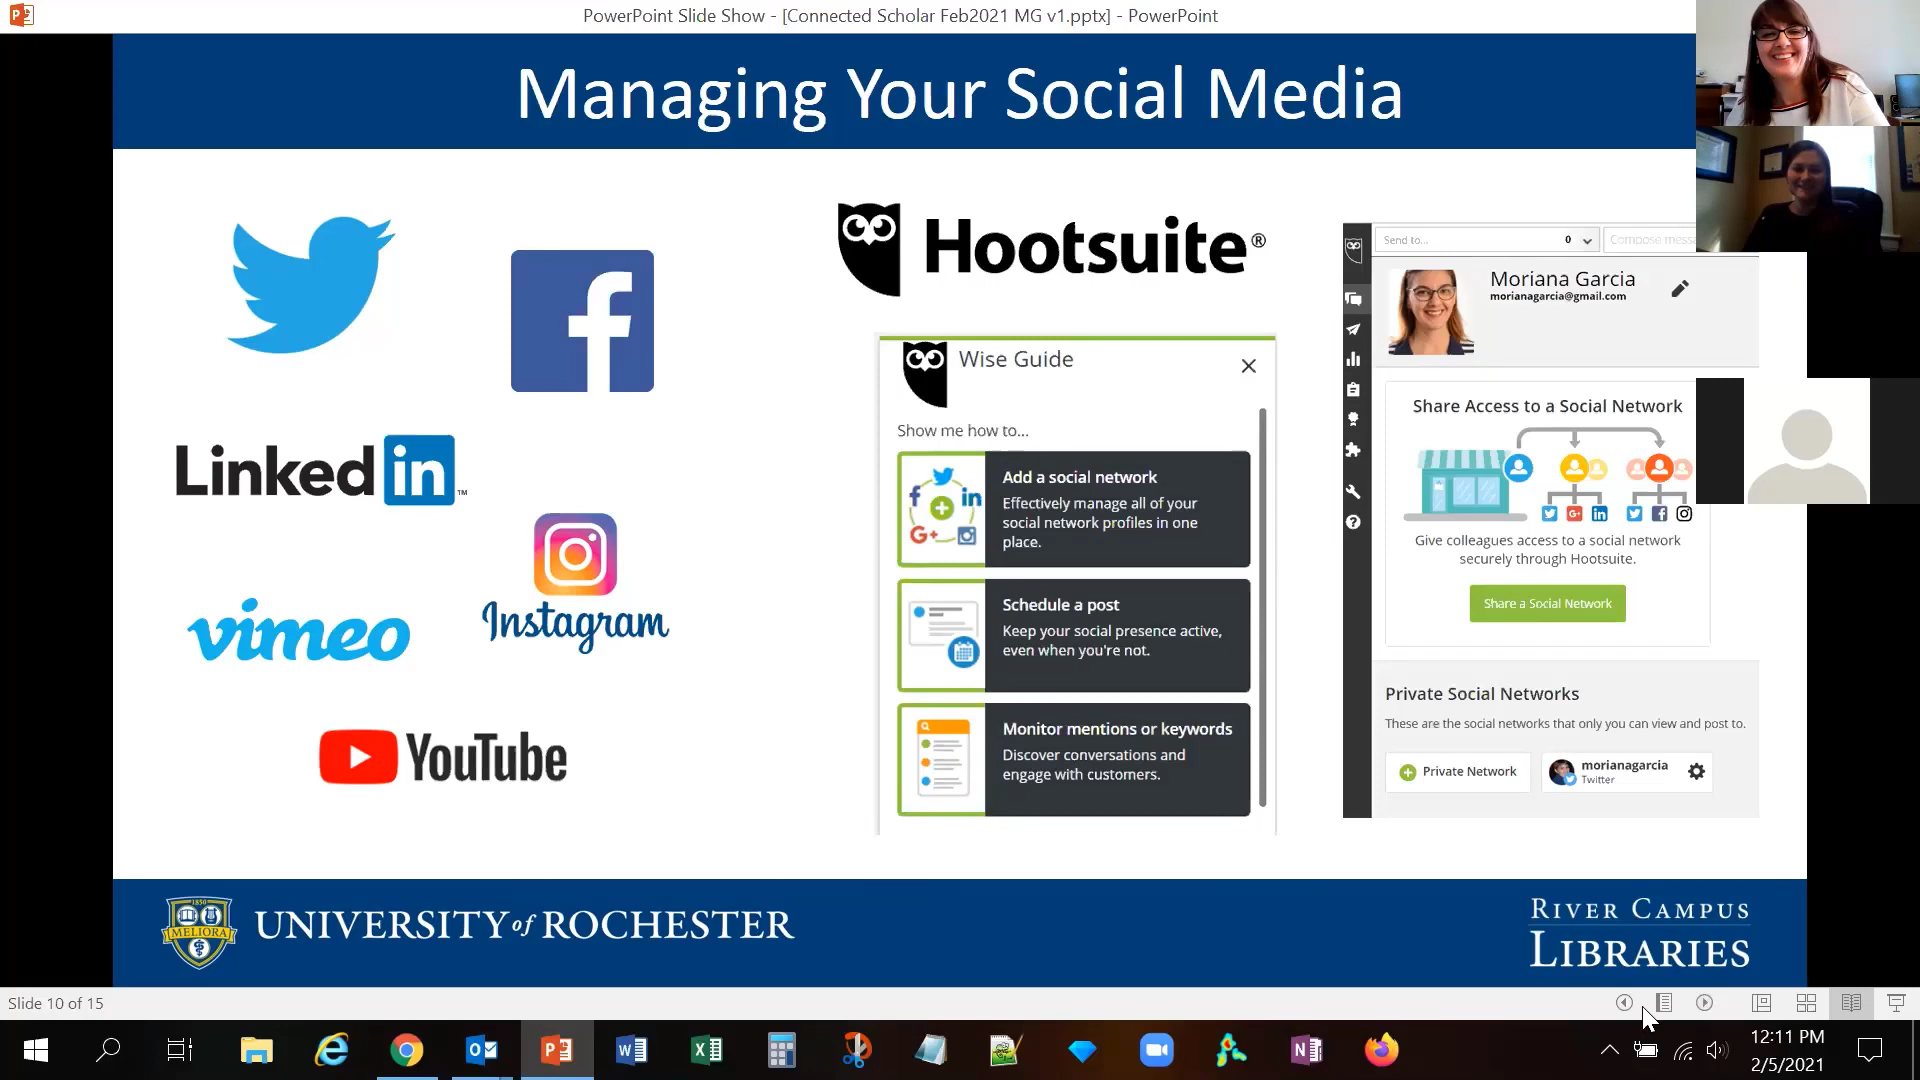 PowerPoint Slide Show - [Connected Scholar Feb2021 MG v1.pptx] - PowerPoint
Managing Your Social Media
Linked in ™
vimeo
Instagram
YouTube
Hootsuite®
Wise Guide
Show me how to...
Add a social network
Effectively manage all of your
social network profiles in one
place.
Schedule a post
Keep your social presence active,
even when you're not.
Monitor mentions or keywords
Discover conversations and
engage with customers.
Send to... 0
Compose messa
Moriana Garcia
morianagarcia@gmail.com
Share Access to a Social Network
Give colleagues access to a social network
securely through Hootsuite.
Share a Social Network
Private Social Networks
These are the social networks that only you can view and post to.
Private Network
morianagarcia
Twitter
1850
MELIORA
UNIVERSITY of ROCHESTER
RIVER CAMPUS
LIBRARIES
Slide 10 of 15
12:11 PM
2/5/2021